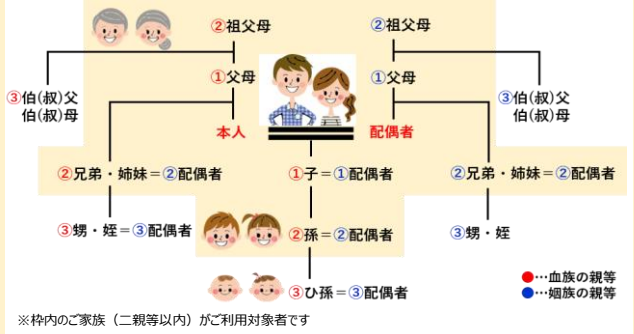 ②祖父母
②祖父母
①父母
①父母
③伯(叔)父
伯(叔)母
③伯(叔)父
伯(叔)母
本人
配偶者
②兄弟・姉妹＝②配偶者
①子＝①配偶者
②兄弟・姉妹＝②配偶者
③甥・姪＝③配偶者
②孫＝②配偶者
③甥・姪
③ひ孫＝③配偶者
●…血族の親等
●…姻族の親等
※枠内のご家族（二親等以内）がご利用対象者です